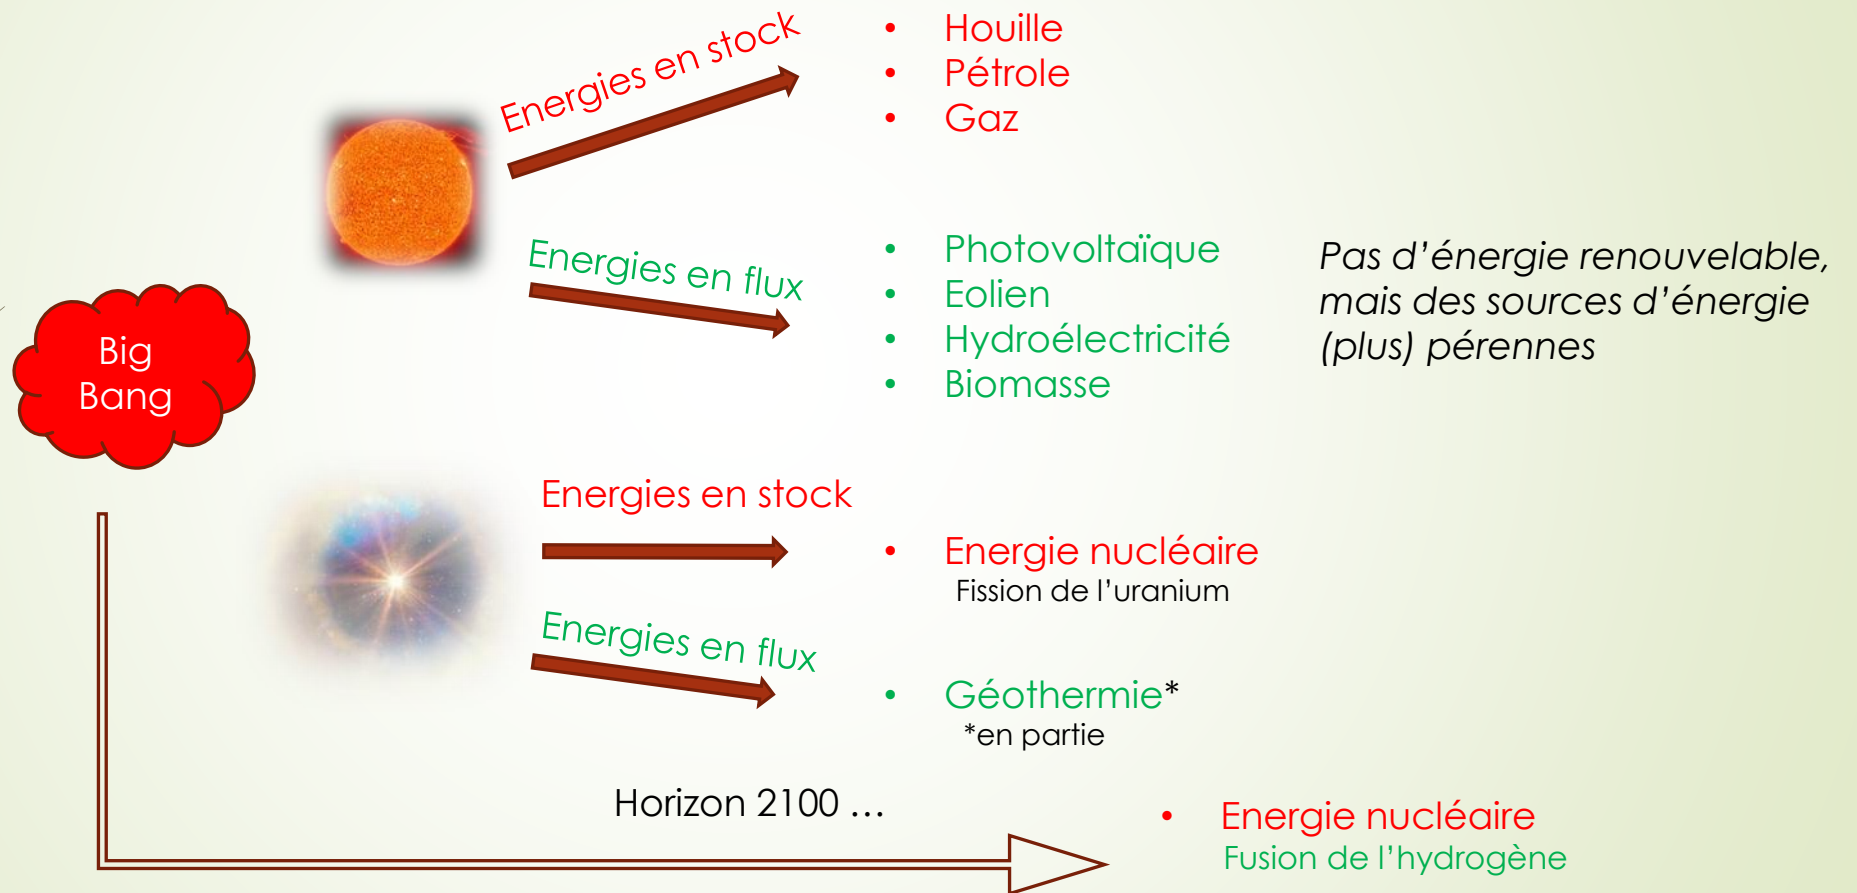 Energies en stock
• Houille
• Pétrole
• Gaz
Energies en flux
• Photovoltaïque
• Eolien
• Hydroélectricité
• Biomasse
Pas d’énergie renouvelable,
mais des sources d’énergie
(plus) pérennes
Big
Bang
Energies en stock
• Energie nucléaire
Fission de l’uranium
Energies en flux
• Géothermie*
*en partie
Horizon 2100 …
• Energie nucléaire
Fusion de l’hydrogène